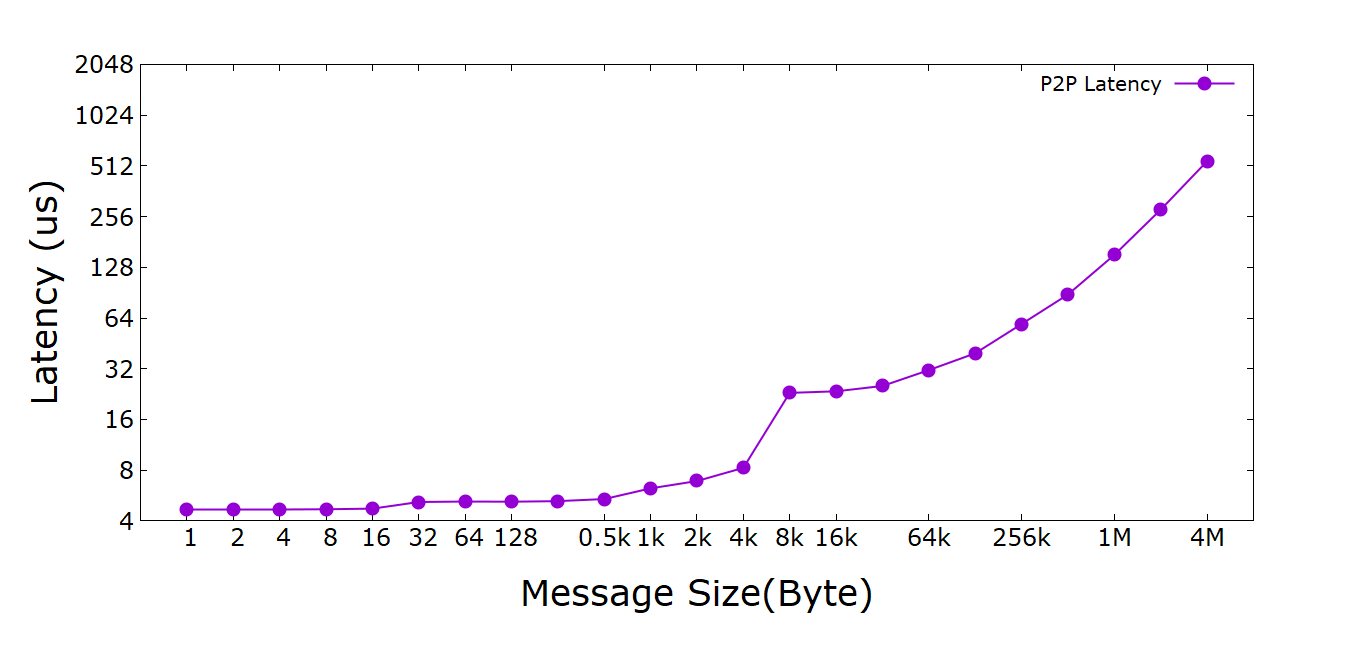 2048
1024
512
256
128
64
32
16
8
4
Latency (us)
P2P Latency
1 2 4 8 16 32 64 128 0.5k 1k 2k 4k 8k 16k 64k 256k 1M 4M
Message Size(Byte)